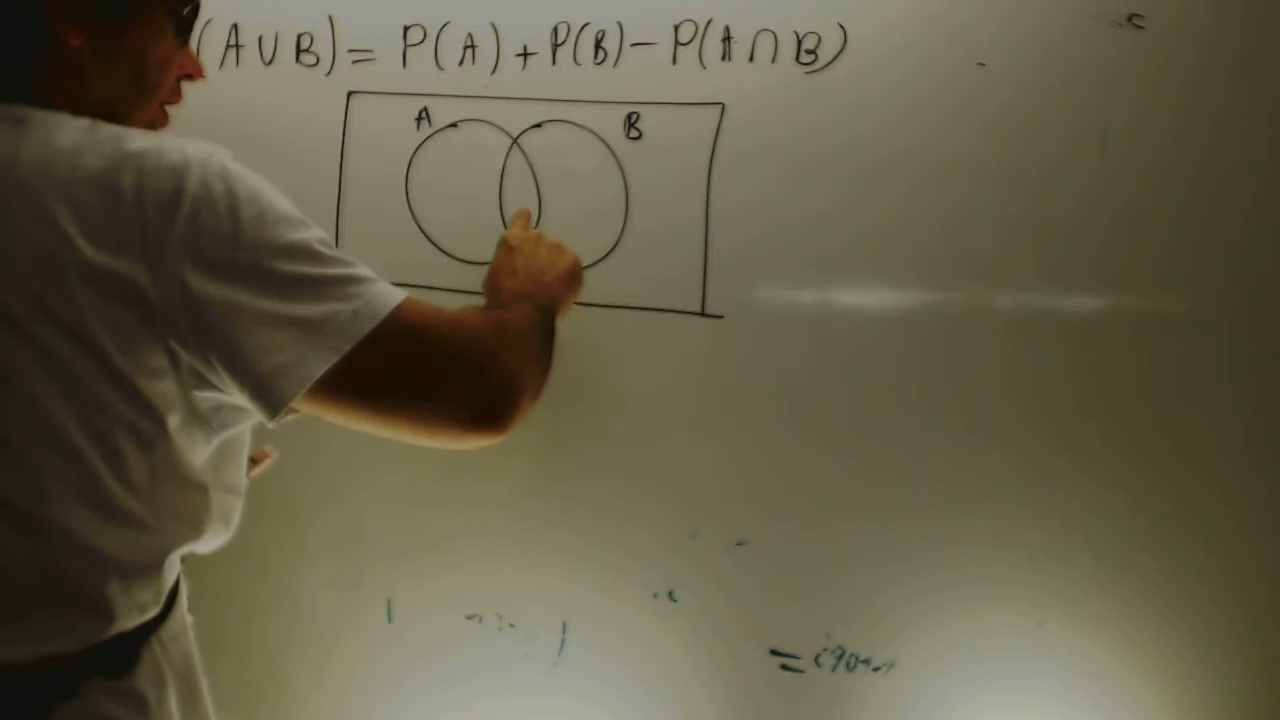 (A∪B) = P(A) + P(B) − P(A∩B)
A B